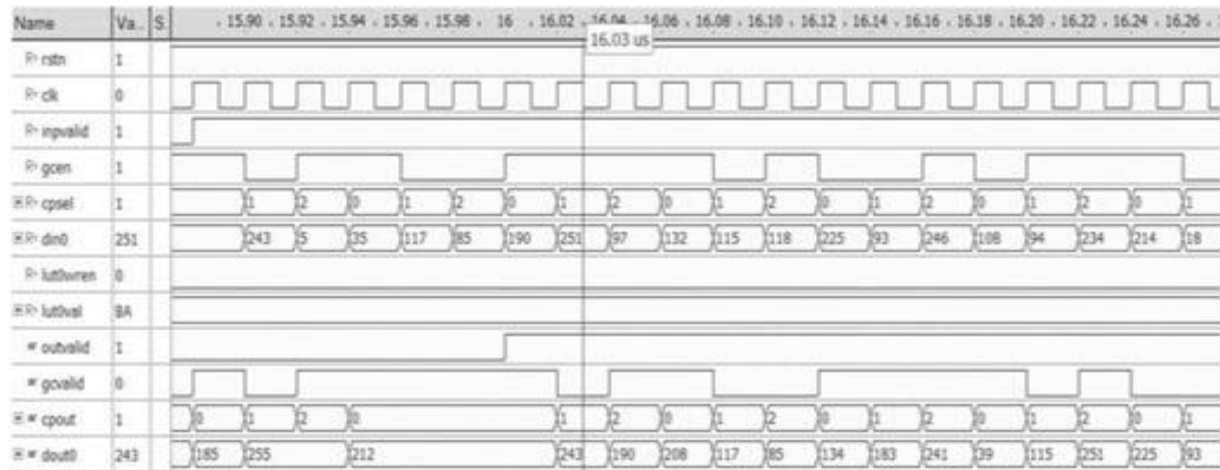 Name Va.. S. 15.90 15.92 15.94 15.96 15.98 16 16.02 16.04 16.06 16.08 16.10 16.12 16.14 16.16 16.18 16.20 16.22 16.24 16.26
16.03 us
rstn 1
clk 0
inpvalid 1
gcen 1
cpsel 1 1 2 0 1 2 0 1 2 0 1 2 0 1 2 0 1 2 0 1
din0 251 243 5 35 117 85 190 251 97 132 115 118 225 93 246 108 94 234 214 18
lut0wren 0
lut0val BA
outvalid 1
gcvalid 0
cpout 1 0 1 2 0 1 2 0 1 2 0 1 2 0 1 2 0 1
dout0 243 185 255 212 243 190 208 117 85 134 183 241 39 115 251 225 93